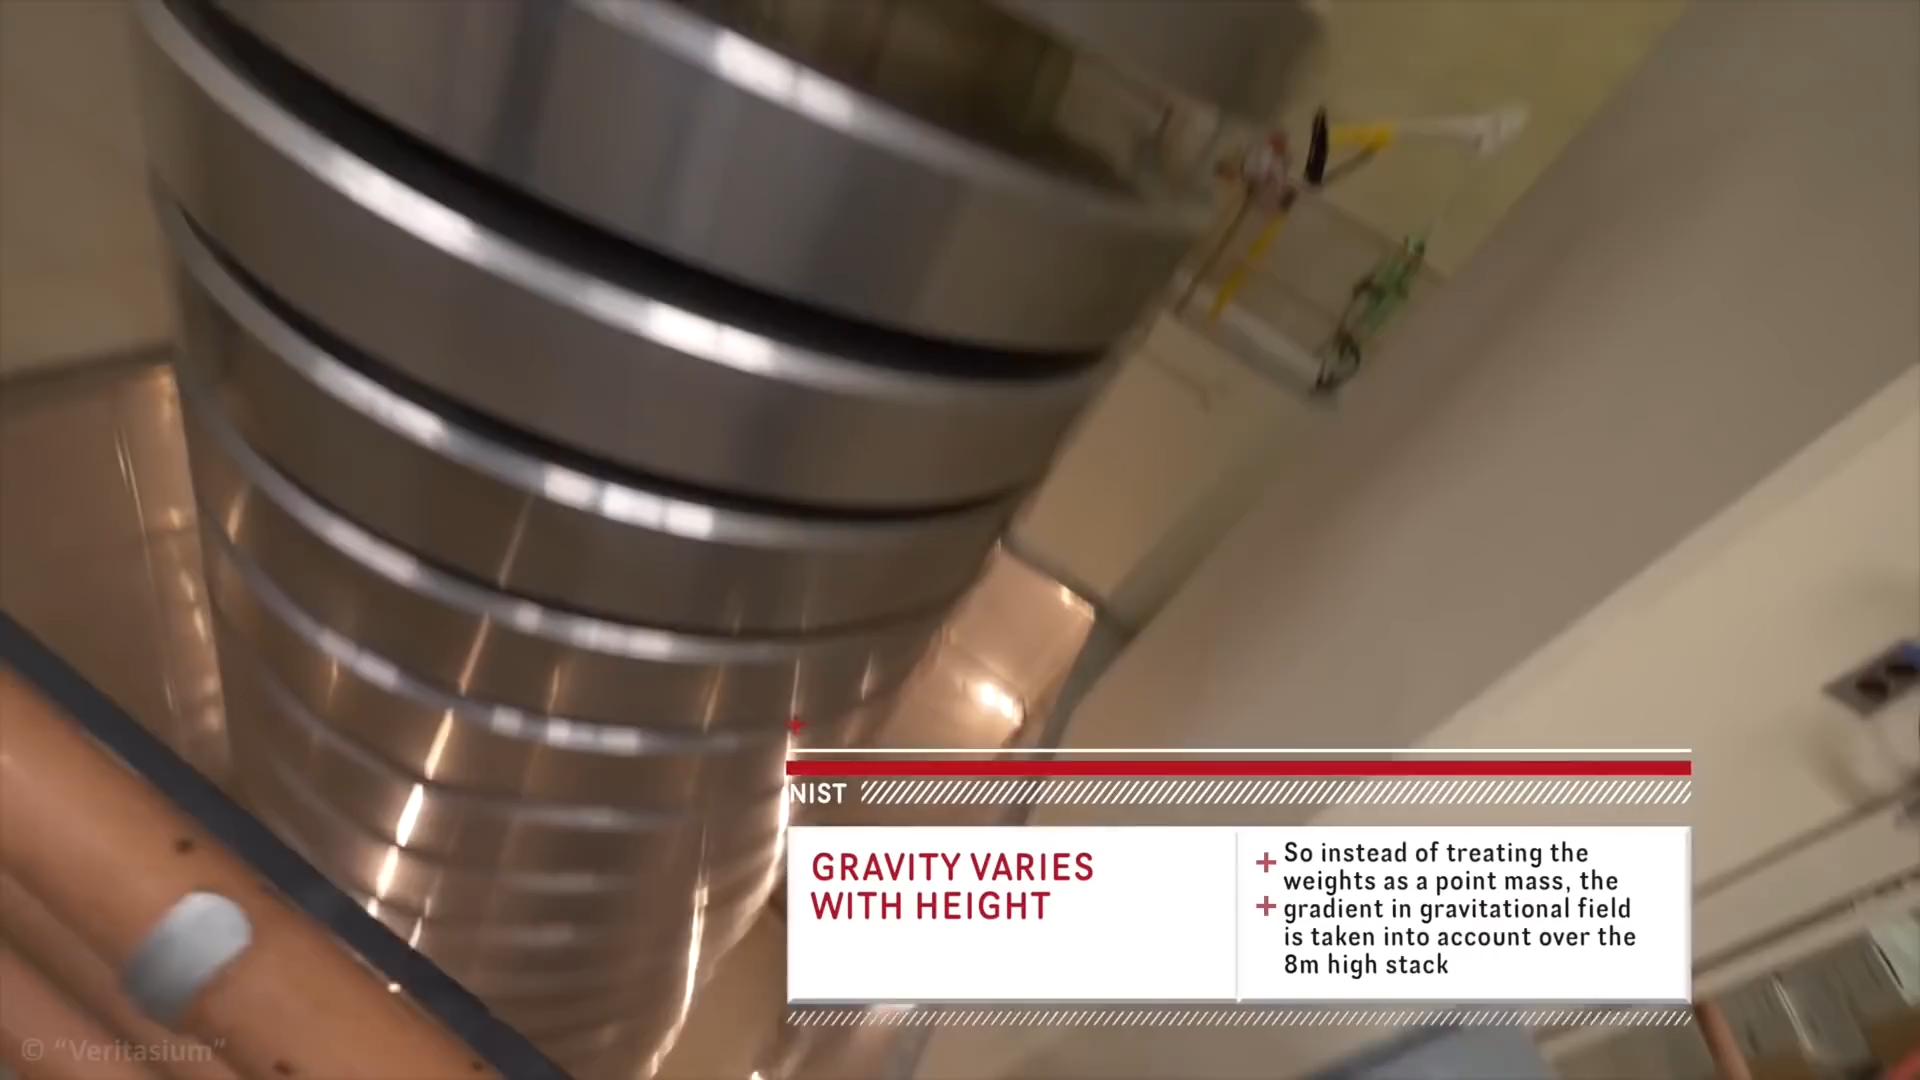 NIST
GRAVITY VARIES
WITH HEIGHT
+ So instead of treating the
weights as a point mass, the
+ gradient in gravitational field
is taken into account over the
8m high stack
© “Veritasium”